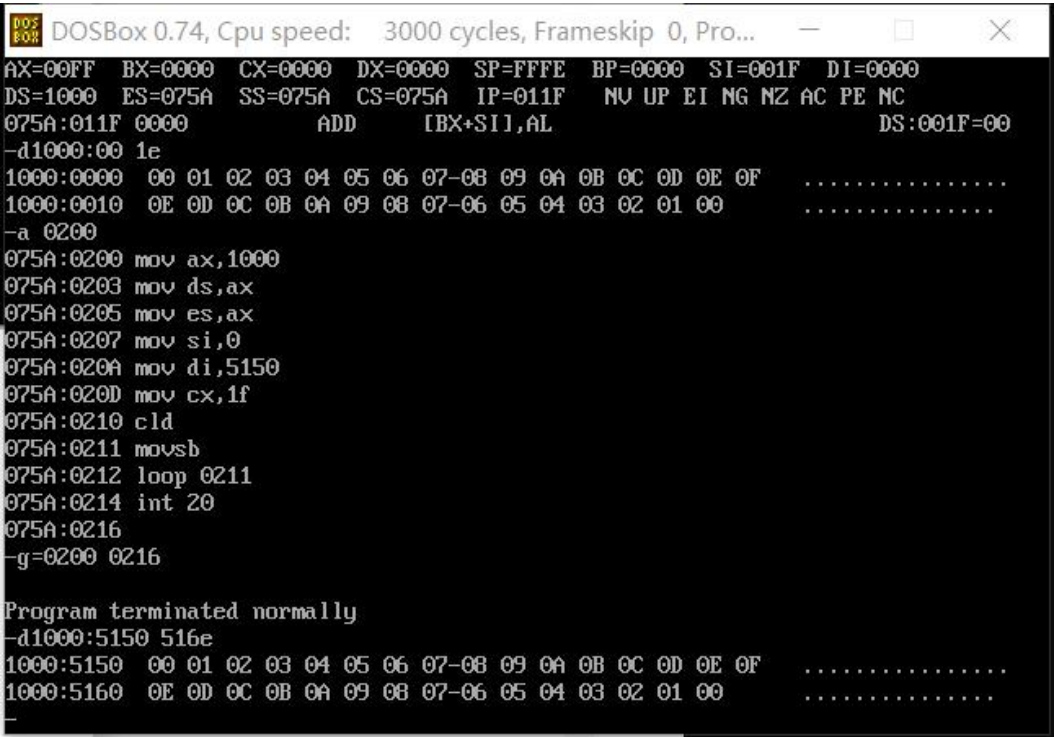 DOS BOX DOSBox 0.74, Cpu speed: 3000 cycles, Frameskip 0, Pro...
AX=00FF BX=0000 CX=0000 DX=0000 SP=FFFE BP=0000 SI=001F DI=0000
DS=1000 ES=075A SS=075A CS=075A IP=011F NV UP EI NG NZ AC PE NC
075A:011F 0000 ADD [BX+SI],AL DS:001F=00
-d1000:00 1e
1000:0000 00 01 02 03 04 05 06 07-08 09 0A 0B 0C 0D 0E 0F ................
1000:0010 0E 0D 0C 0B 0A 09 08 07-06 05 04 03 02 01 00 ...............
-a 0200
075A:0200 mov ax,1000
075A:0203 mov ds,ax
075A:0205 mov es,ax
075A:0207 mov si,0
075A:020A mov di,5150
075A:020D mov cx,1f
075A:0210 cld
075A:0211 movsb
075A:0212 loop 0211
075A:0214 int 20
075A:0216
-g=0200 0216
Program terminated normally
-d1000:5150 516e
1000:5150 00 01 02 03 04 05 06 07-08 09 0A 0B 0C 0D 0E 0F ................
1000:5160 0E 0D 0C 0B 0A 09 08 07-06 05 04 03 02 01 00 ...............
-